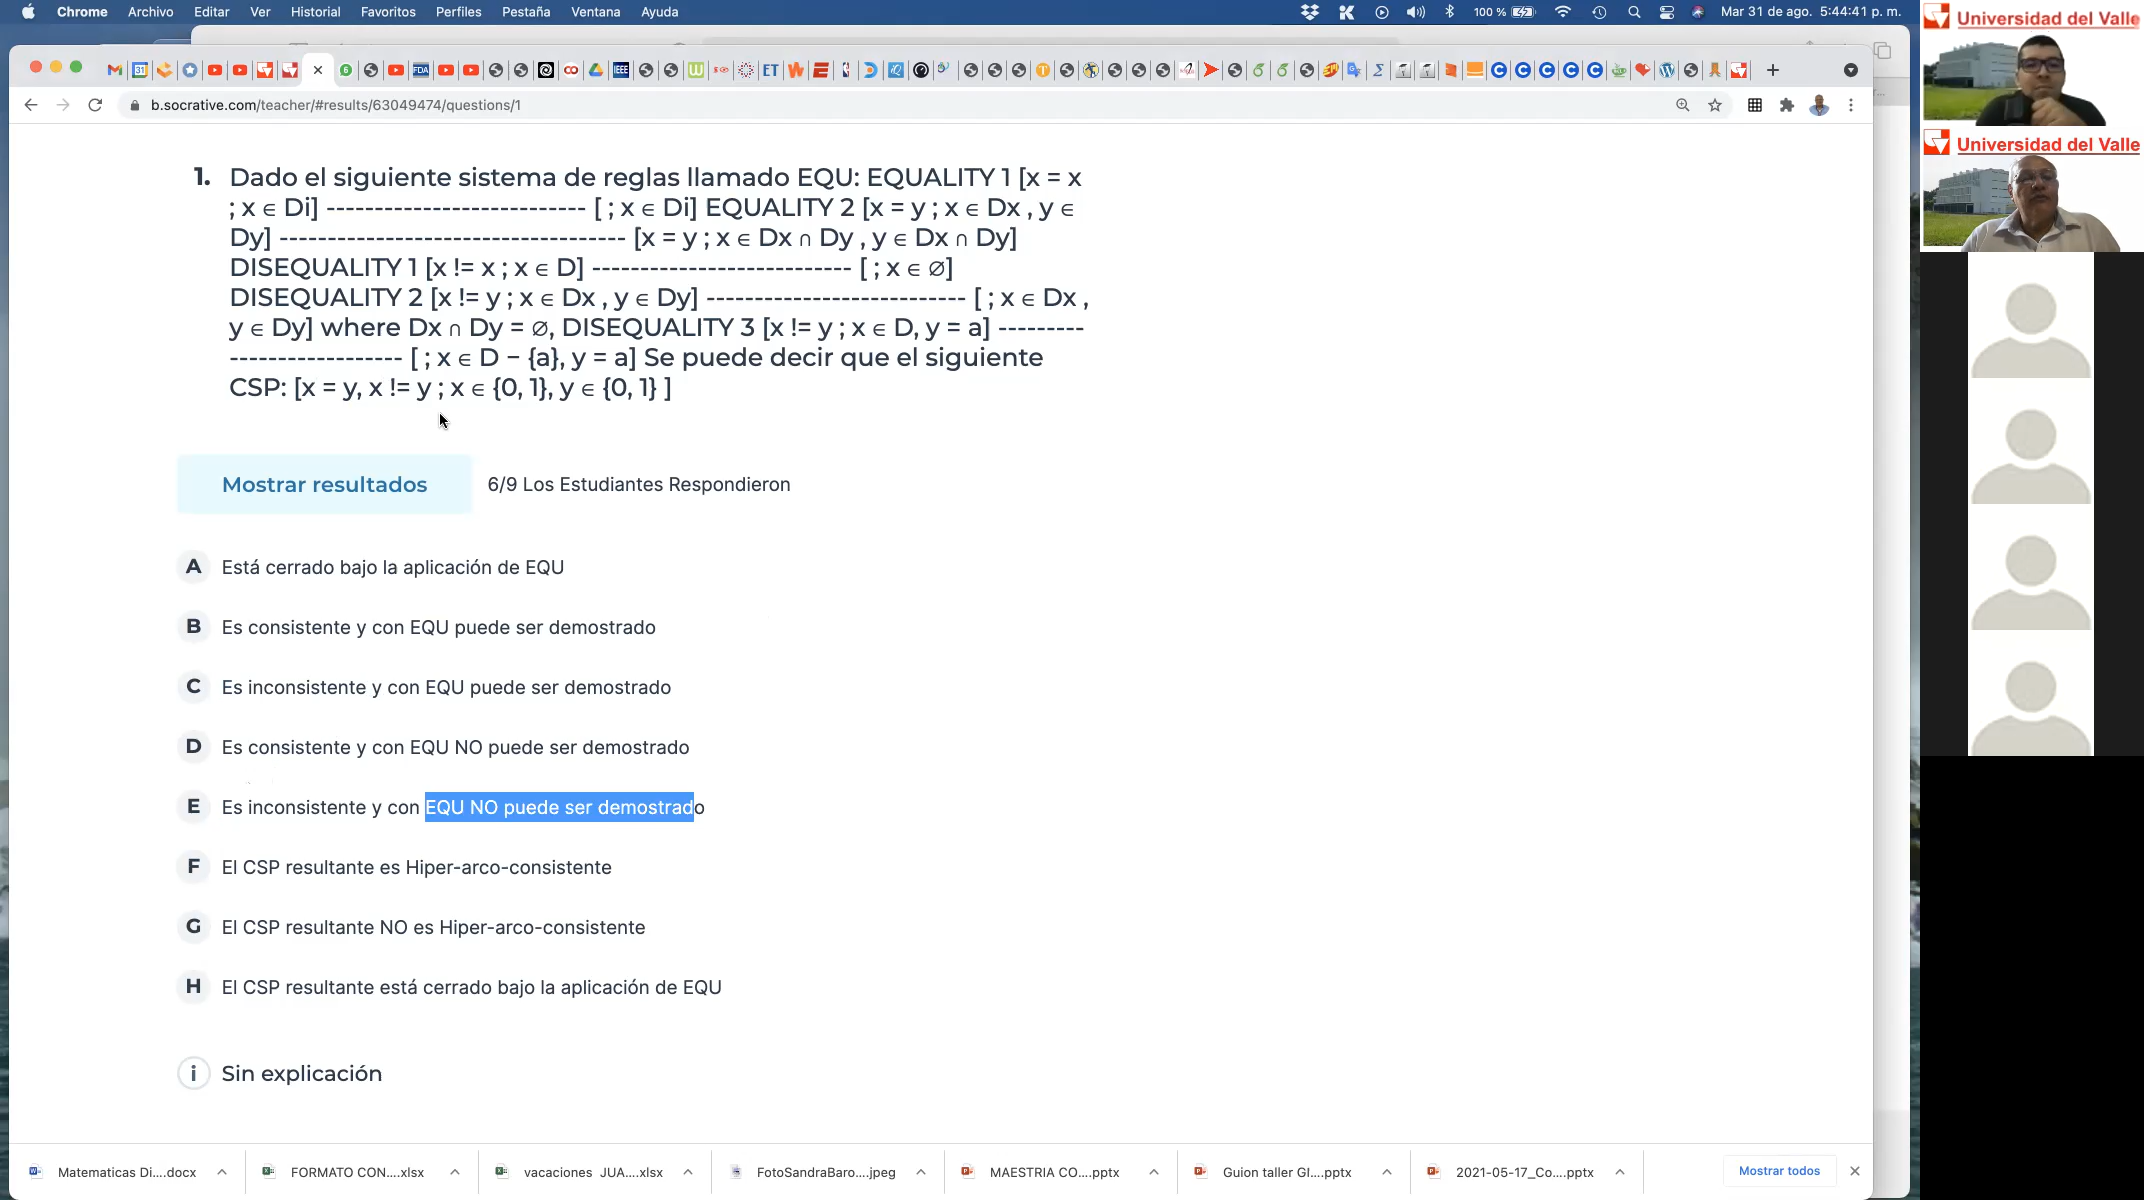 Chrome Archivo Editar Ver Historial Favoritos Perfiles Pestaña Ventana Ayuda 100 % Mar 31 de ago. 5:44:41 p. m.
b.socrative.com/teacher/#results/63049474/questions/1
Universidad del Valle
Universidad del Valle
1. Dado el siguiente sistema de reglas llamado EQU: EQUALITY 1 [x = x
; x ∈ Di] --------------------------- [ ; x ∈ Di] EQUALITY 2 [x = y ; x ∈ Dx , y ∈
Dy] ------------------------------------ [x = y ; x ∈ Dx ∩ Dy , y ∈ Dx ∩ Dy]
DISEQUALITY 1 [x != x ; x ∈ D] --------------------------- [ ; x ∈ ∅]
DISEQUALITY 2 [x != y ; x ∈ Dx , y ∈ Dy] --------------------------- [ ; x ∈ Dx ,
y ∈ Dy] where Dx ∩ Dy = ∅, DISEQUALITY 3 [x != y ; x ∈ D, y = a] ---------
------------------ [ ; x ∈ D − {a}, y = a] Se puede decir que el siguiente
CSP: [x = y, x != y ; x ∈ {0, 1}, y ∈ {0, 1} ]
Mostrar resultados 6/9 Los Estudiantes Respondieron
A Está cerrado bajo la aplicación de EQU
B Es consistente y con EQU puede ser demostrado
C Es inconsistente y con EQU puede ser demostrado
D Es consistente y con EQU NO puede ser demostrado
E Es inconsistente y con EQU NO puede ser demostrado
F El CSP resultante es Hiper-arco-consistente
G El CSP resultante NO es Hiper-arco-consistente
H El CSP resultante está cerrado bajo la aplicación de EQU
i Sin explicación
Matematicas Di....docx FORMATO CON....xlsx vacaciones JUA....xlsx FotoSandraBaro....jpeg MAESTRIA CO....pptx Guion taller GI....pptx 2021-05-17_Co....pptx Mostrar todos